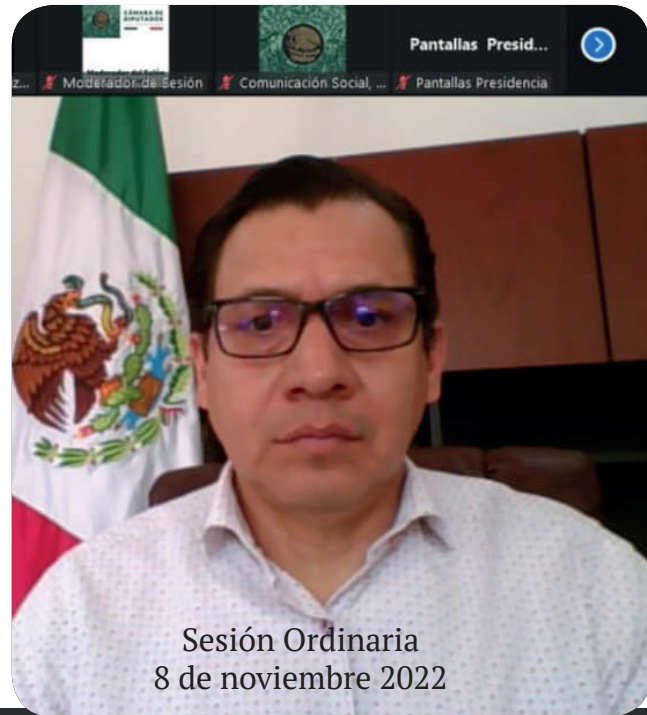 CÁMARA DE
DIPUTADOS
Pantallas Presid...
z...
Moderador de Sesión
Comunicación Social, ...
Pantallas Presidencia
Sesión Ordinaria
8 de noviembre 2022